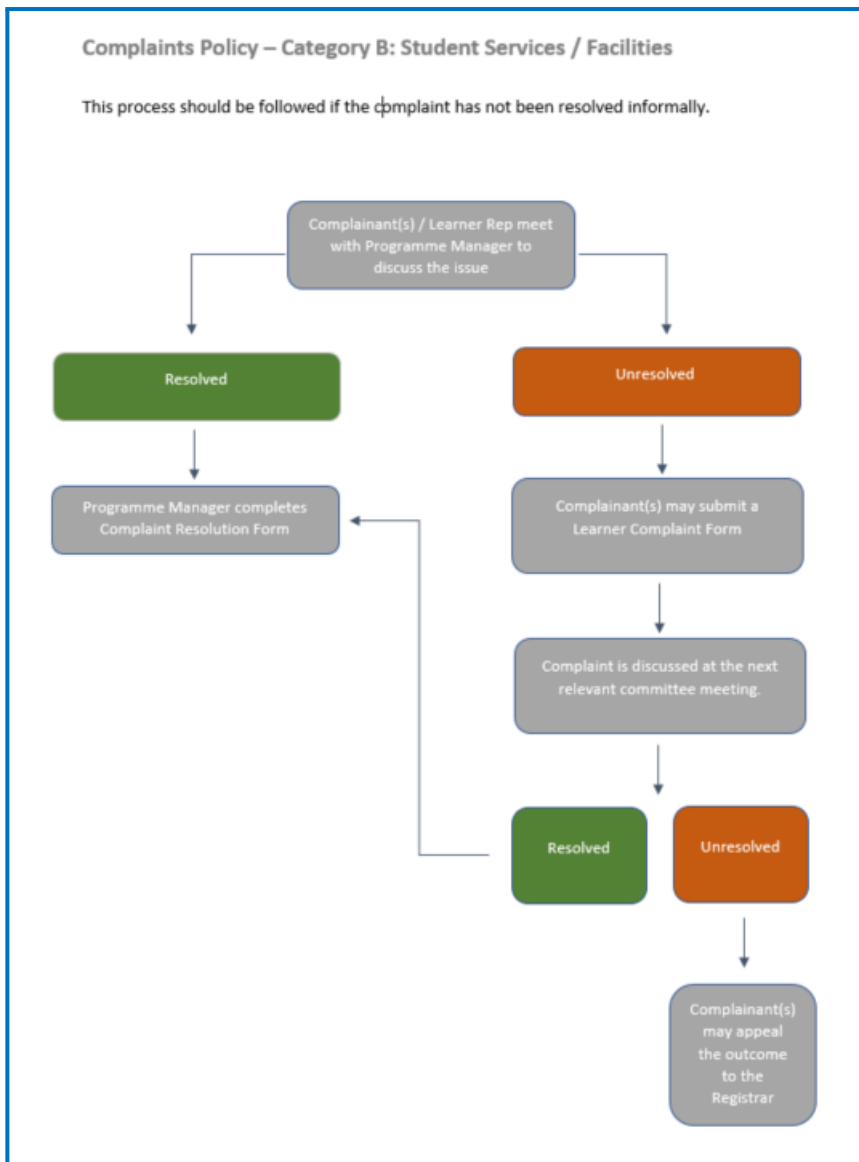 Complaints Policy – Category B: Student Services / Facilities
This process should be followed if the complaint has not been resolved informally.
Complainant(s) / Learner Rep meet
with Programme Manager to
discuss the issue
Resolved
Unresolved
Programme Manager completes
Complaint Resolution Form
Complainant(s) may submit a
Learner Complaint Form
Complaint is discussed at the next
relevant committee meeting.
Resolved
Unresolved
Complainant(s)
may appeal
the outcome
to the
Registrar